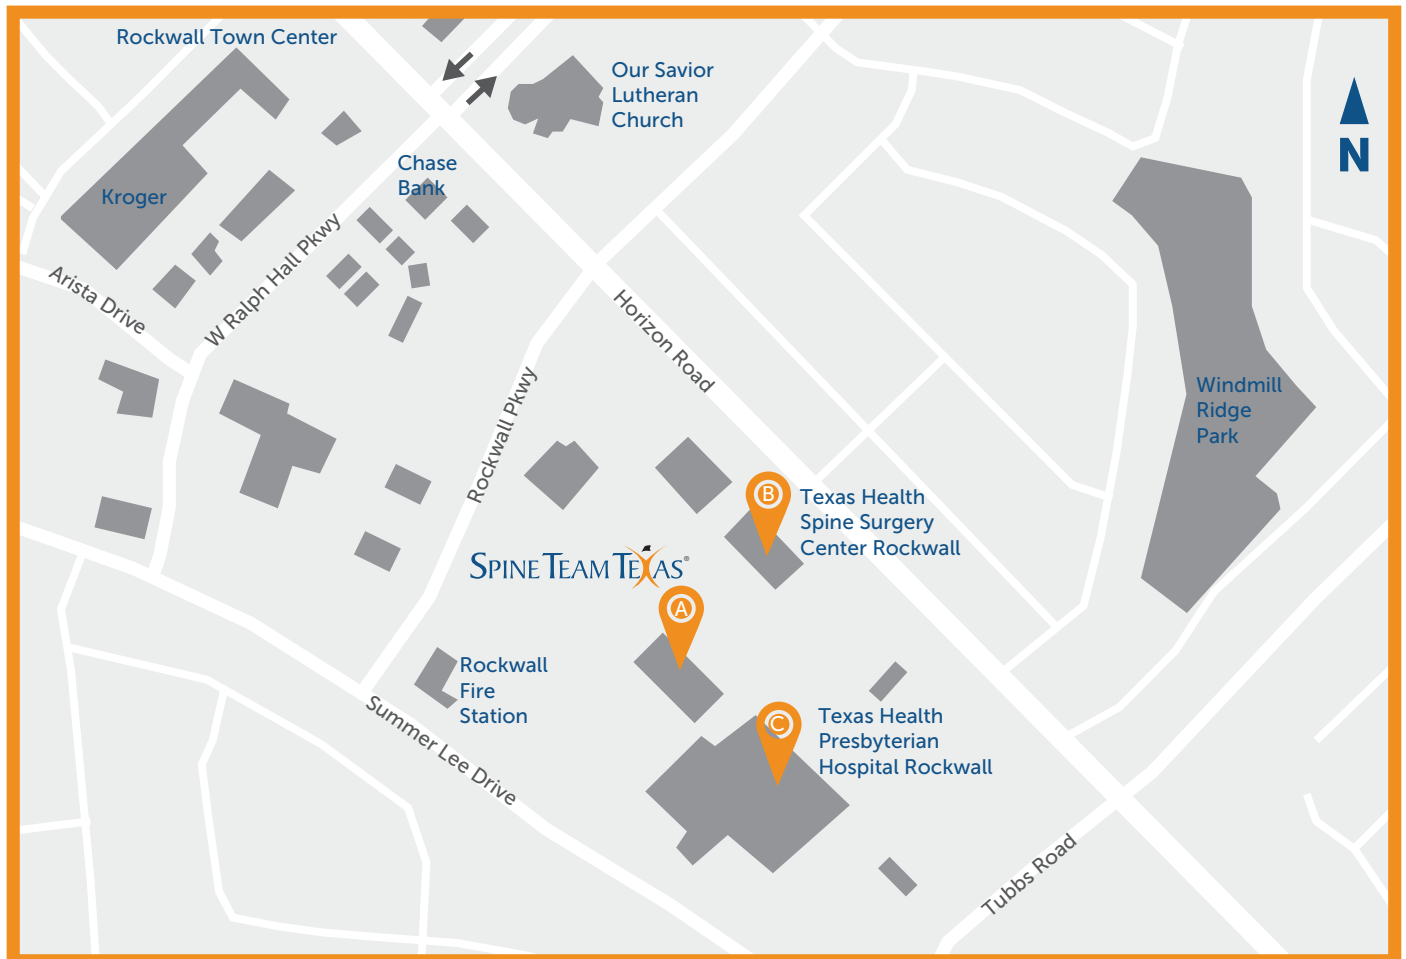 Rockwall Town Center
Our Savior
Lutheran
Church
N
Chase
Bank
Kroger
W Ralph Hall Pkwy
Arista Drive
Horizon Road
Rockwall Pkwy
Windmill
Ridge
Park
B
Texas Health
Spine Surgery
Center Rockwall
SPINE TEAM TEXAS®
A
Rockwall
Fire
Station
Summer Lee Drive
C
Texas Health
Presbyterian
Hospital Rockwall
Tubbs Road